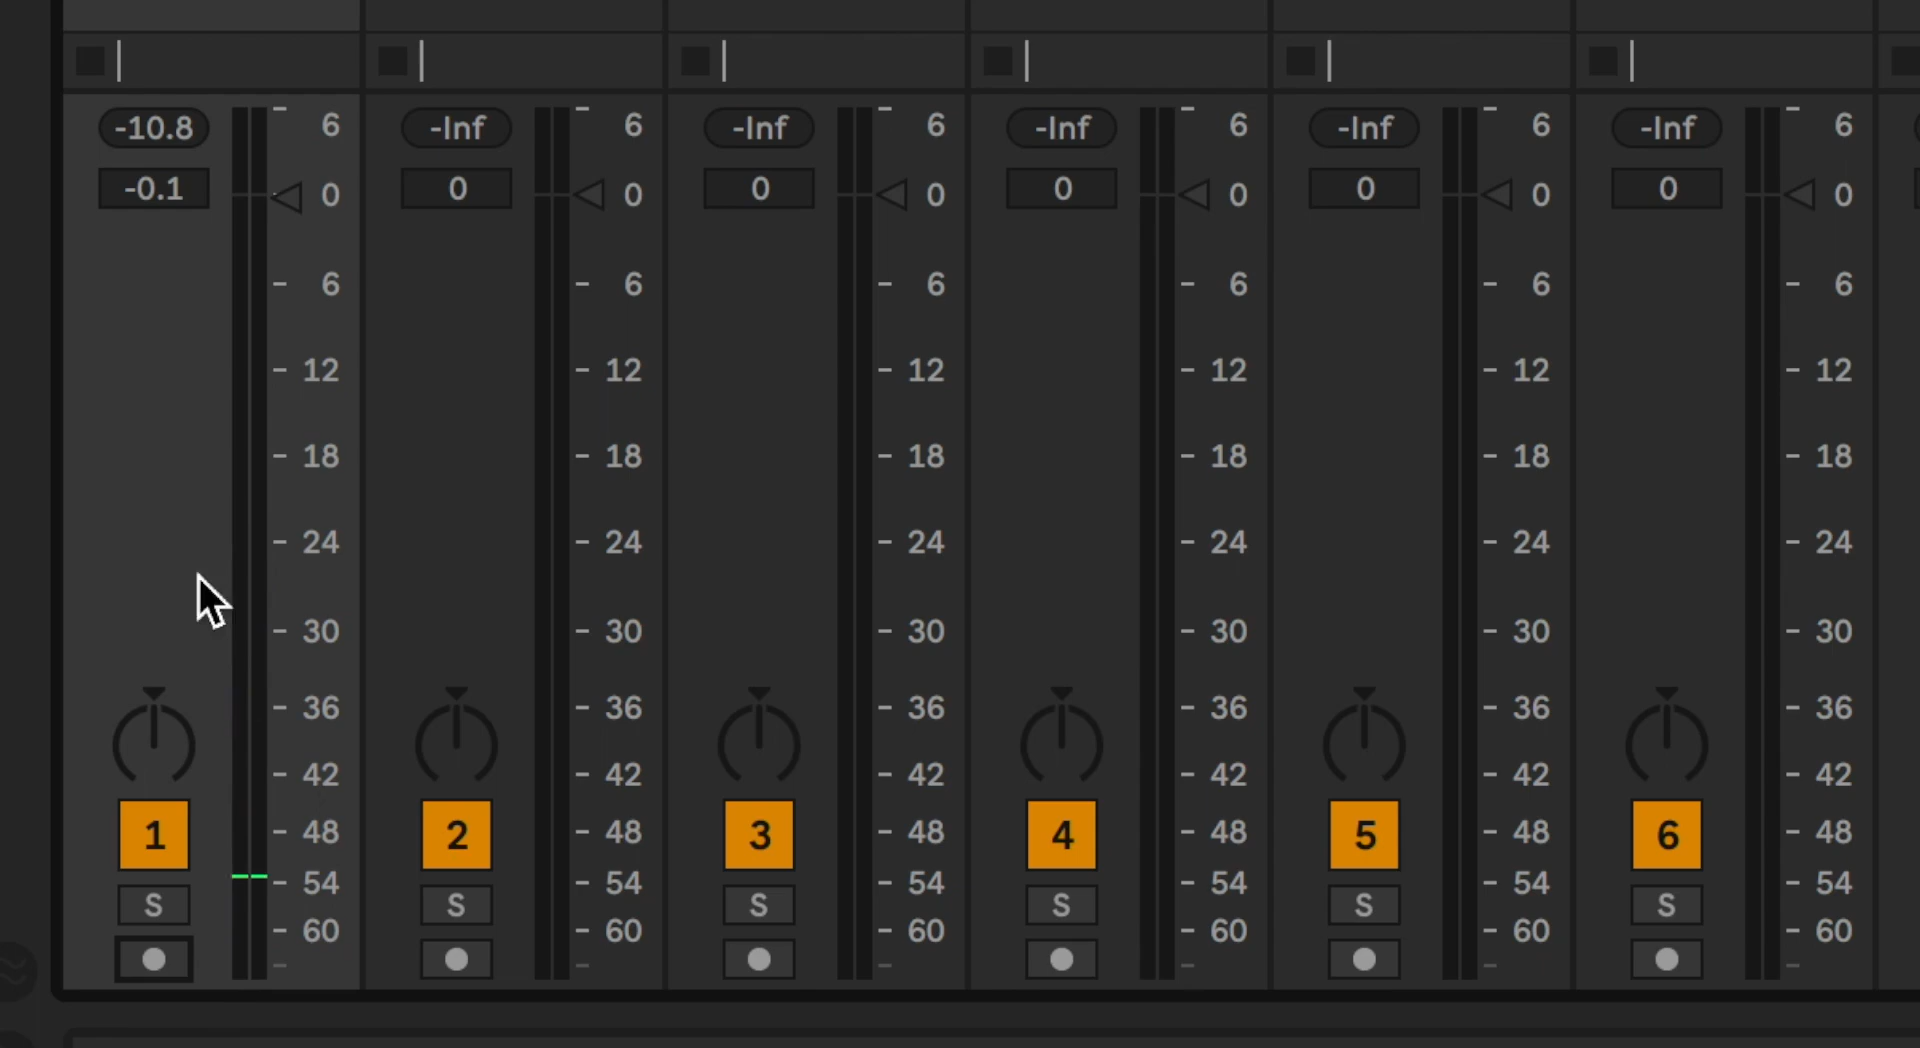 -10.8 6 -Inf 6 -Inf 6 -Inf 6 -Inf 6 -Inf 6
-0.1 0 0 0 0 0 0 0 0 0 0 0
6 6 6 6 6 6
12 12 12 12 12 12
18 18 18 18 18 18
24 24 24 24 24 24
30 30 30 30 30 30
36 36 36 36 36 36
42 42 42 42 42 42
1 48 2 48 3 48 4 48 5 48 6 48
54 54 54 54 54 54
S S S S S S
60 60 60 60 60 60